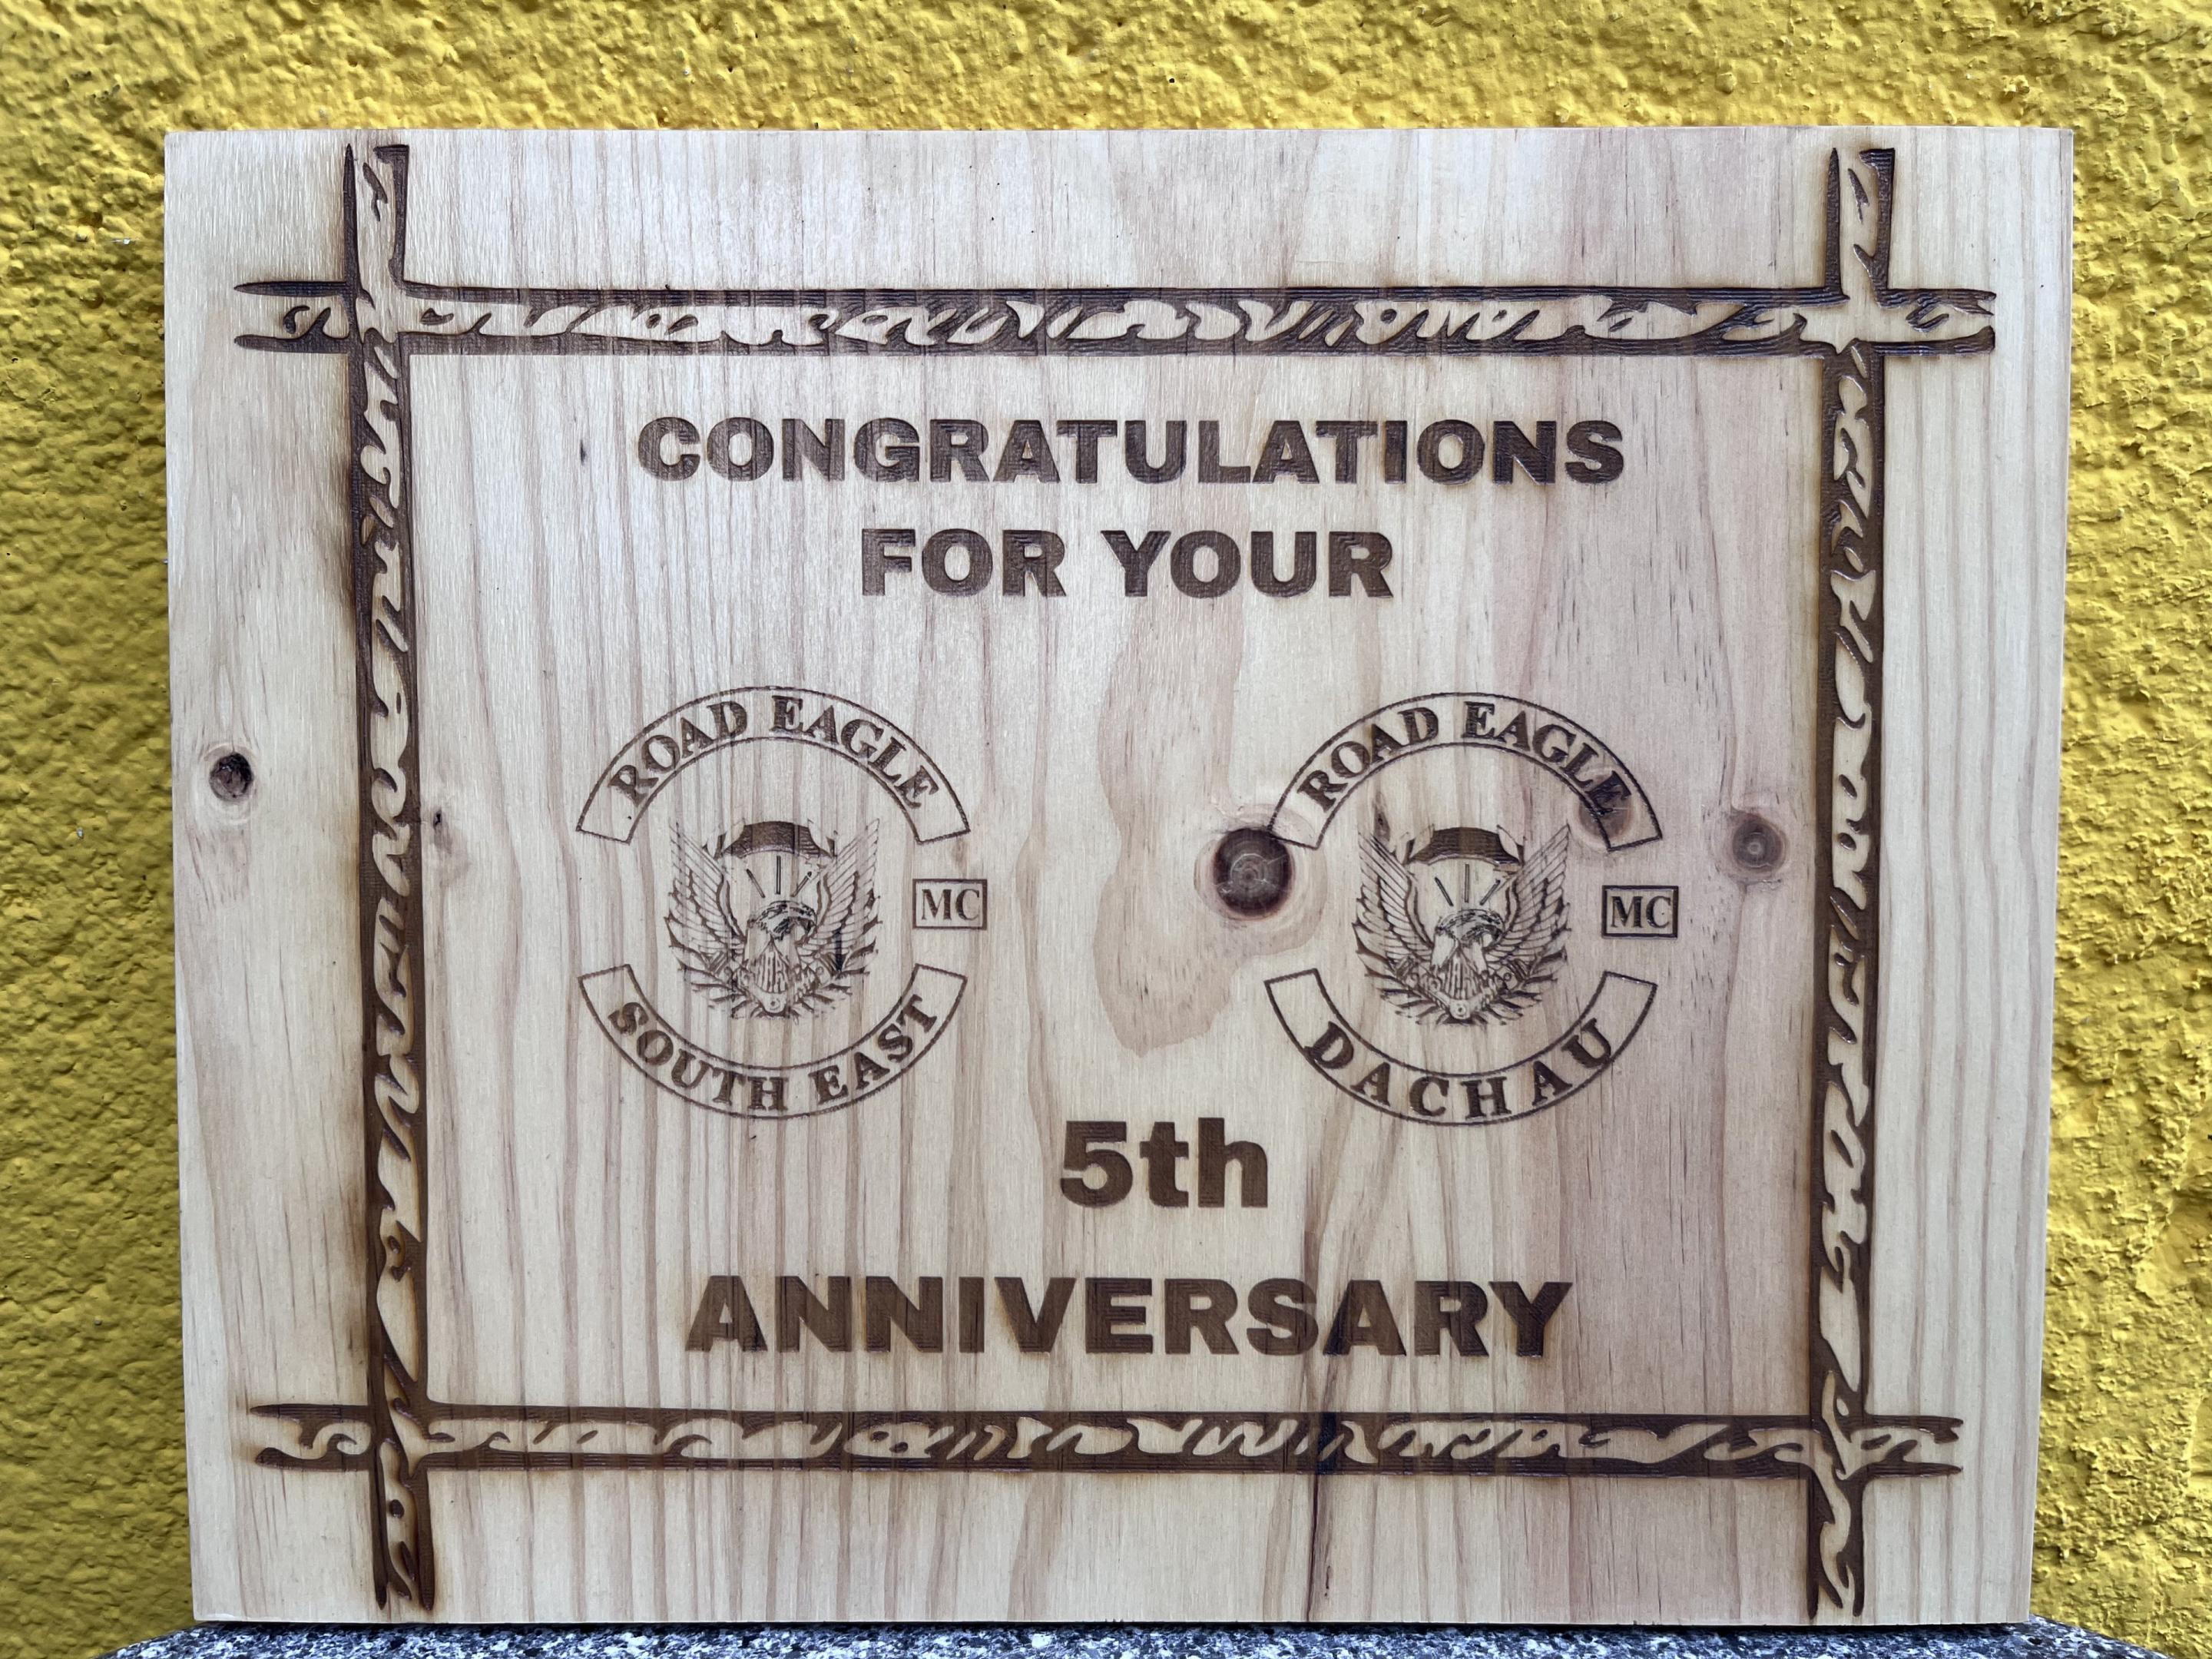 CONGRATULATIONS
FOR YOUR
ROAD EAGLE
MC
SOUTH EAST
ROAD EAGLE
MC
DACHAU
5th
ANNIVERSARY